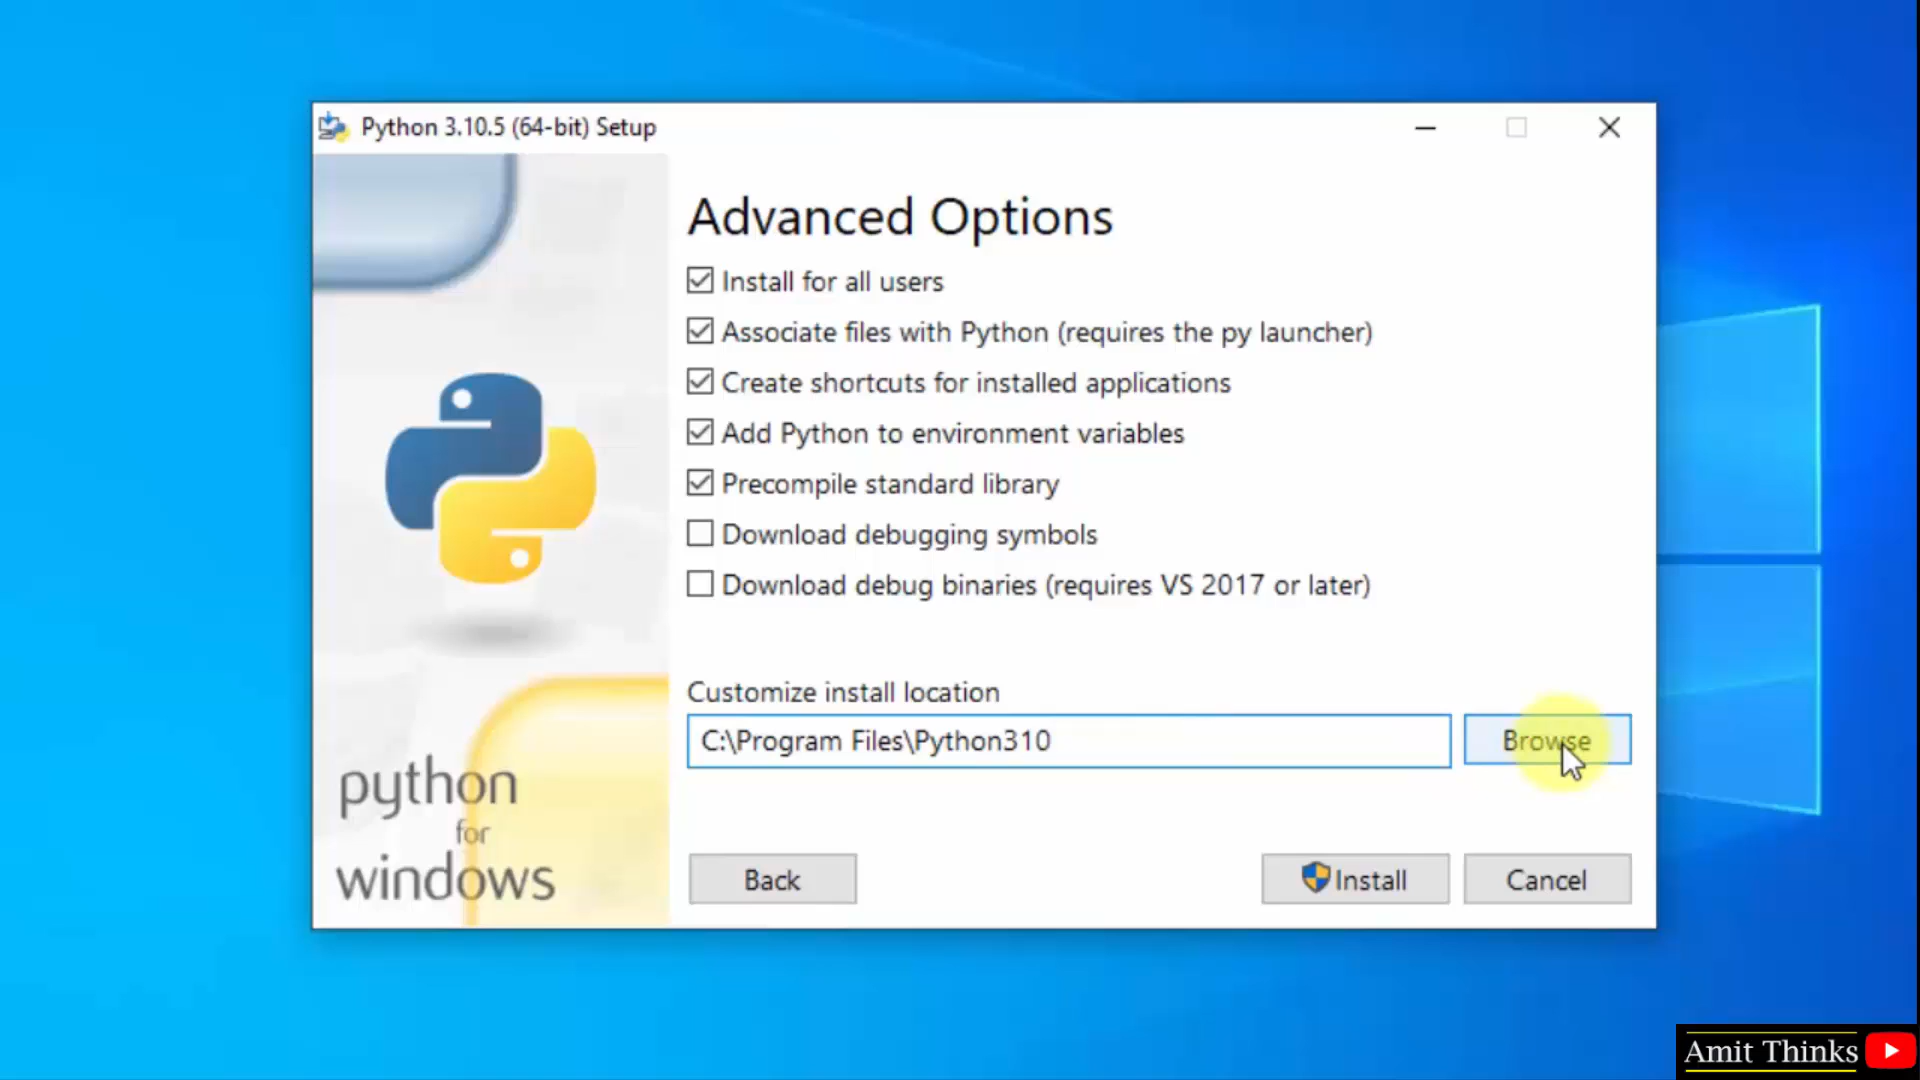 Python 3.10.5 (64-bit) Setup
Advanced Options
Install for all users
Associate files with Python (requires the py launcher)
Create shortcuts for installed applications
Add Python to environment variables
Precompile standard library
Download debugging symbols
Download debug binaries (requires VS 2017 or later)
Customize install location
C:\Program Files\Python310
Browse
python
for
windows
Back
Install
Cancel
Amit Thinks